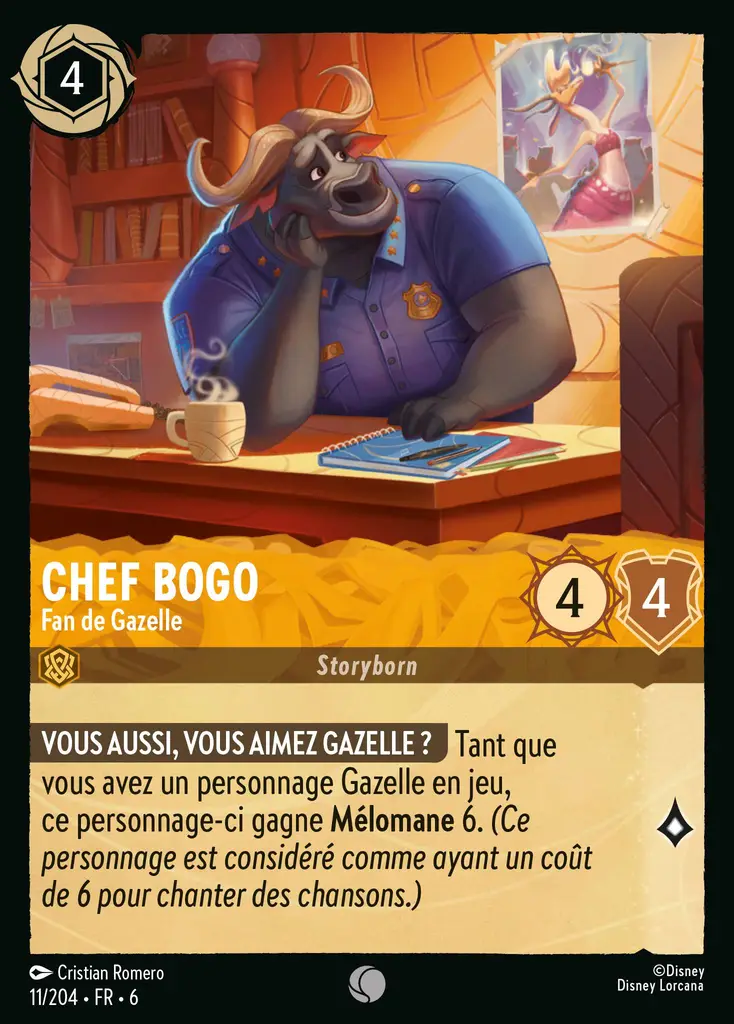 4
CHEF BOGO
Fan de Gazelle
4
4
Storyborn
VOUS AUSSI, VOUS AIMEZ GAZELLE ? Tant que
vous avez un personnage Gazelle en jeu,
ce personnage-ci gagne Mélomane 6. (Ce
personnage est considéré comme ayant un coût
de 6 pour chanter des chansons.)
Cristian Romero
11/204 • FR • 6
©Disney
Disney Lorcana